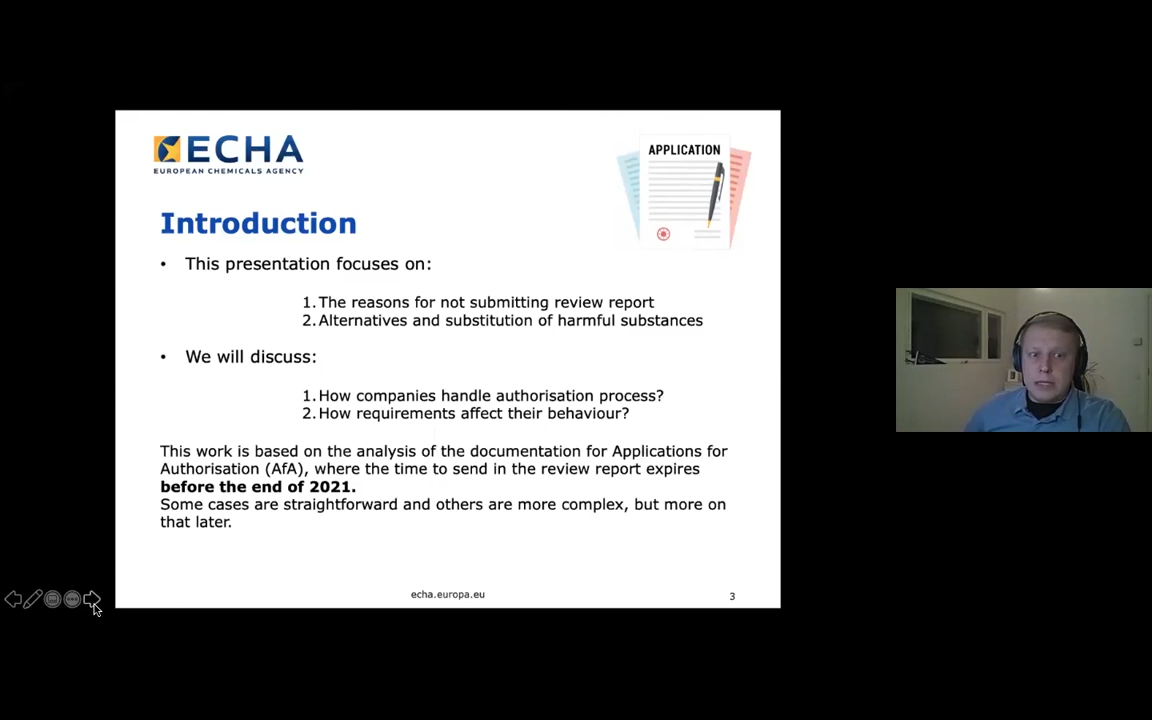 ECHA
EUROPEAN CHEMICALS AGENCY
APPLICATION
Introduction
• This presentation focuses on:
1. The reasons for not submitting review report
2. Alternatives and substitution of harmful substances
• We will discuss:
1. How companies handle authorisation process?
2. How requirements affect their behaviour?
This work is based on the analysis of the documentation for Applications for
Authorisation (AfA), where the time to send in the review report expires
before the end of 2021.
Some cases are straightforward and others are more complex, but more on
that later.
echa.europa.eu
3